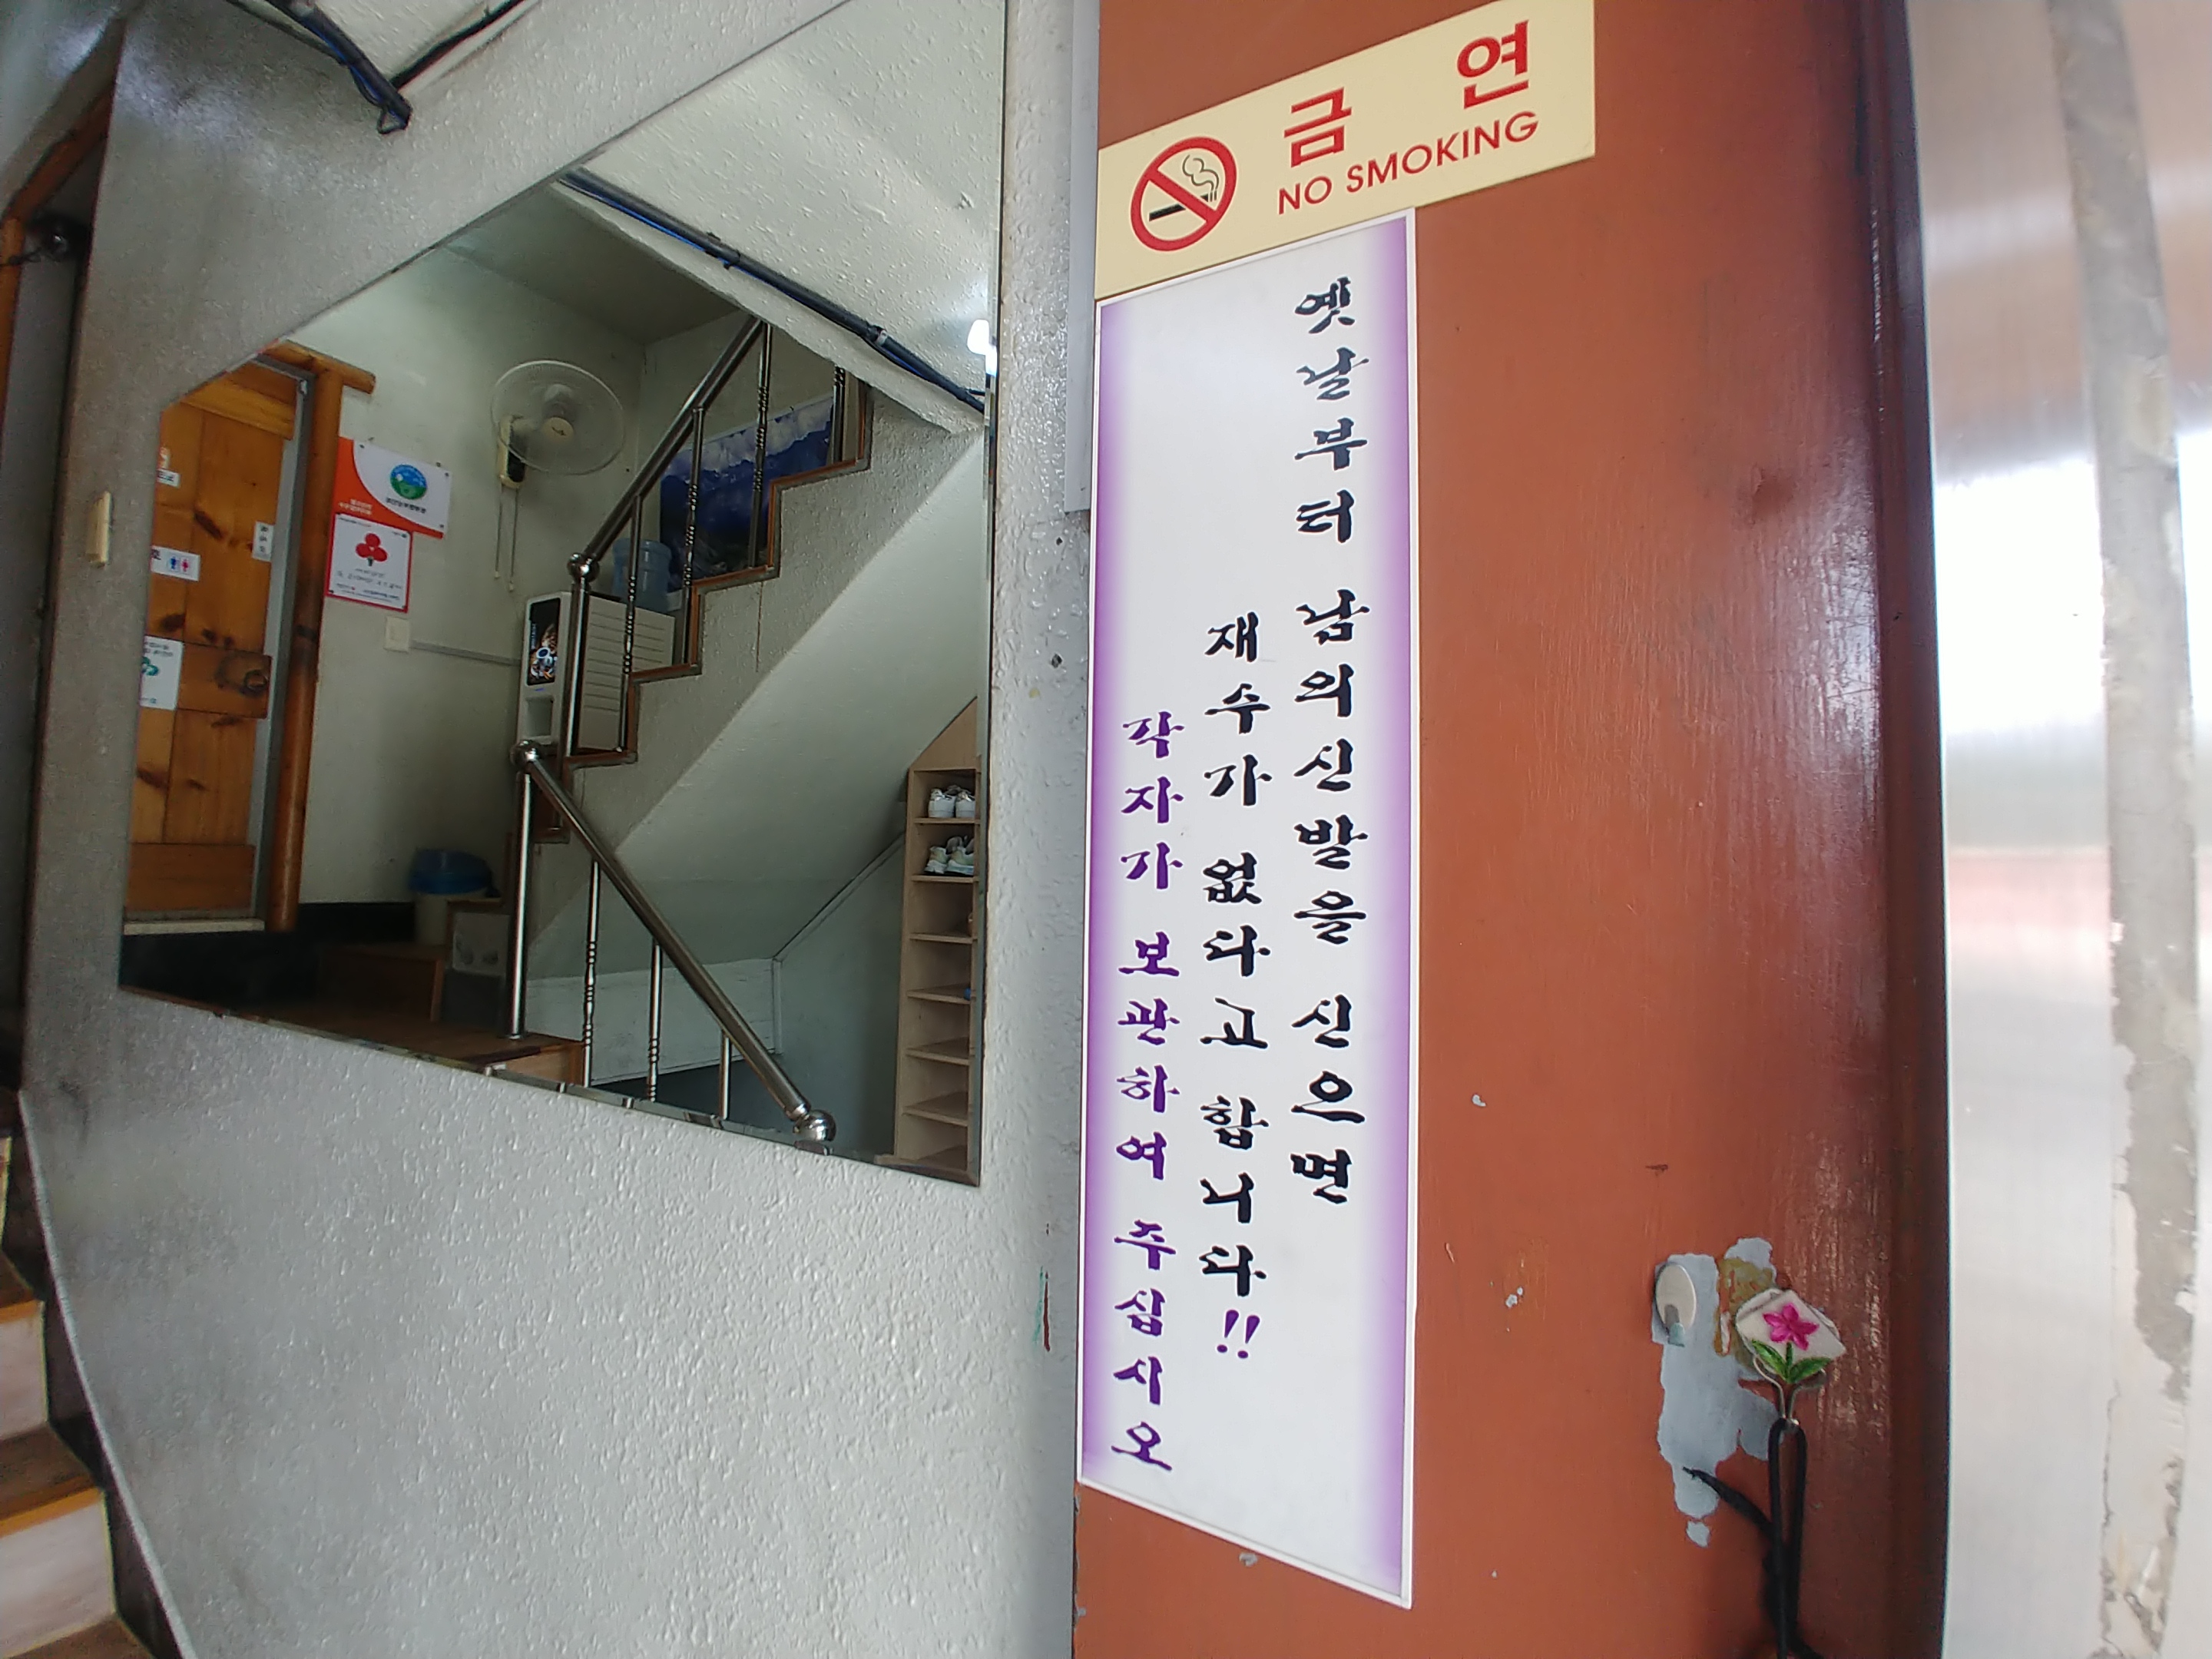 금 연
NO SMOKING
옛날부터 남의신발을 신으면
재수가 없다고 합니다!!
각자가 보관하여 주십시오